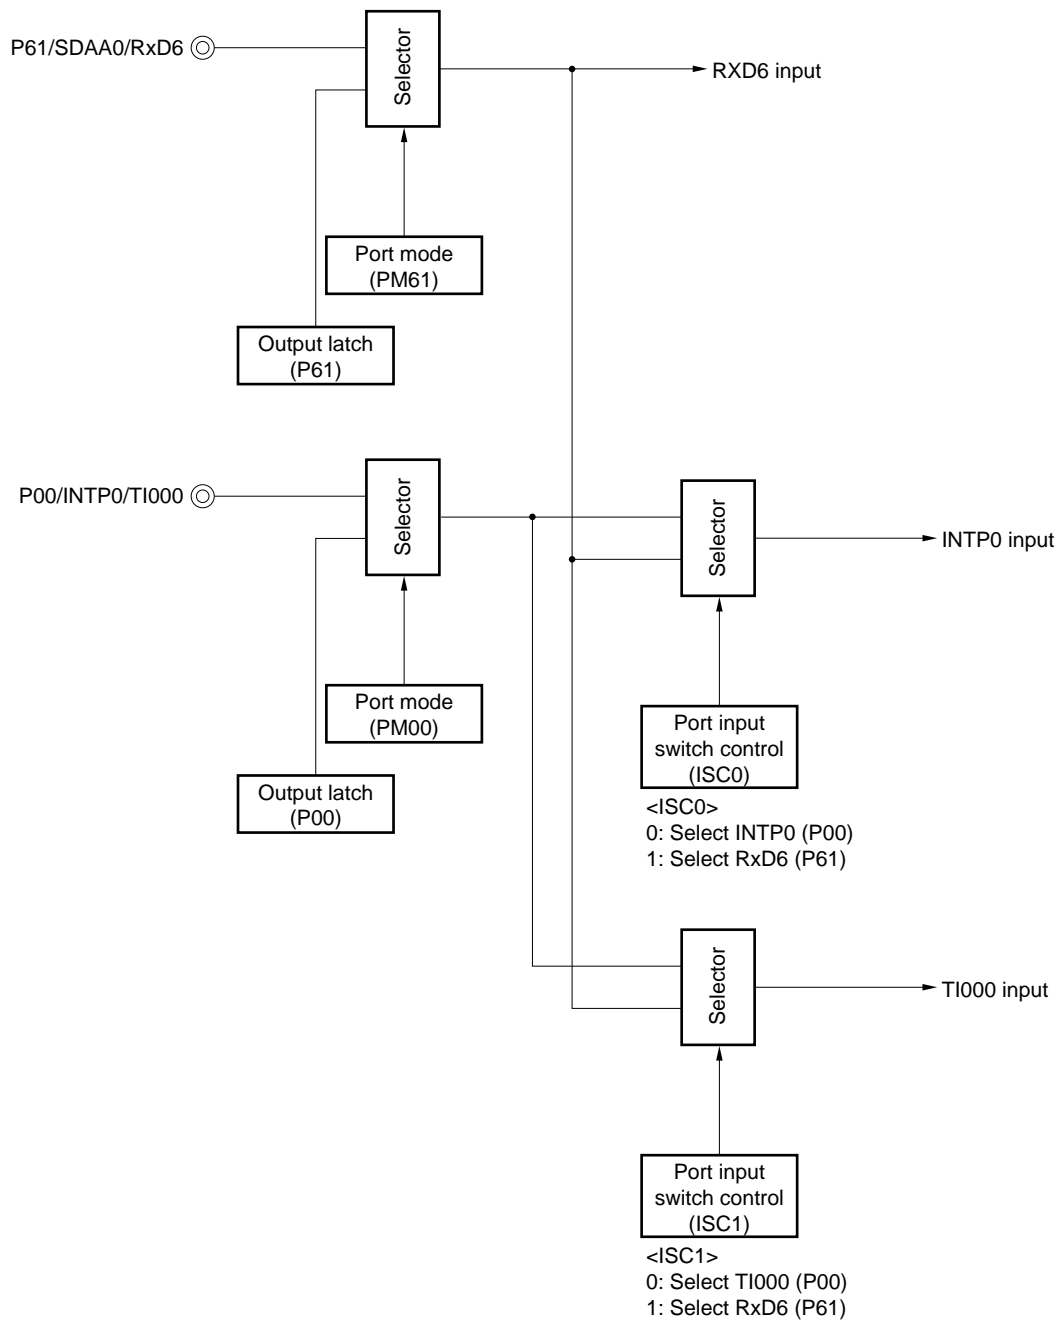 P61/SDAA0/RxD6
Selector
RXD6 input
Port mode
(PM61)
Output latch
(P61)
P00/INTP0/TI000
Selector
Selector
INTP0 input
Port mode
(PM00)
Output latch
(P00)
Port input
switch control
(ISC0)
<ISC0>
0: Select INTP0 (P00)
1: Select RxD6 (P61)
Selector
TI000 input
Port input
switch control
(ISC1)
<ISC1>
0: Select TI000 (P00)
1: Select RxD6 (P61)